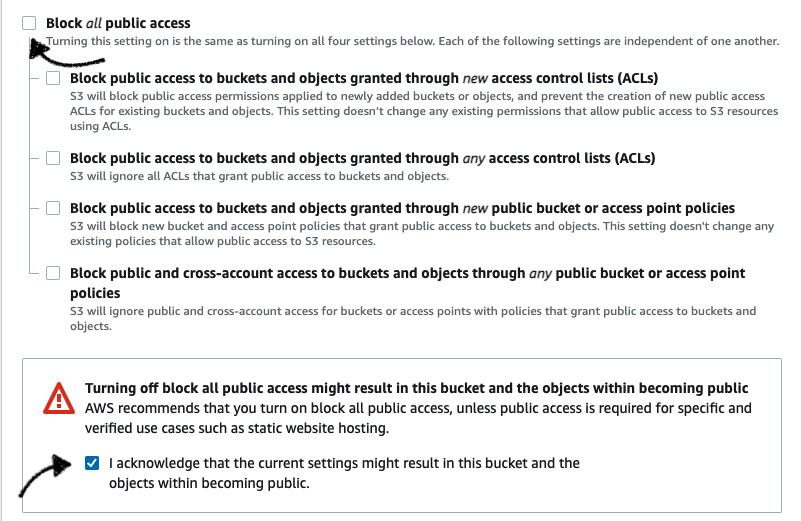 Block all public access
Turning this setting on is the same as turning on all four settings below. Each of the following settings are independent of one another.
Block public access to buckets and objects granted through new access control lists (ACLs)
S3 will block public access permissions applied to newly added buckets or objects, and prevent the creation of new public access
ACLs for existing buckets and objects. This setting doesn't change any existing permissions that allow public access to S3 resources
using ACLs.
Block public access to buckets and objects granted through any access control lists (ACLs)
S3 will ignore all ACLs that grant public access to buckets and objects.
Block public access to buckets and objects granted through new public bucket or access point policies
S3 will block new bucket and access point policies that grant public access to buckets and objects. This setting doesn't change any
existing policies that allow public access to S3 resources.
Block public and cross-account access to buckets and objects through any public bucket or access point
policies
S3 will ignore public and cross-account access for buckets or access points with policies that grant public access to buckets and
objects.
Turning off block all public access might result in this bucket and the objects within becoming public
AWS recommends that you turn on block all public access, unless public access is required for specific and
verified use cases such as static website hosting.
I acknowledge that the current settings might result in this bucket and the
objects within becoming public.